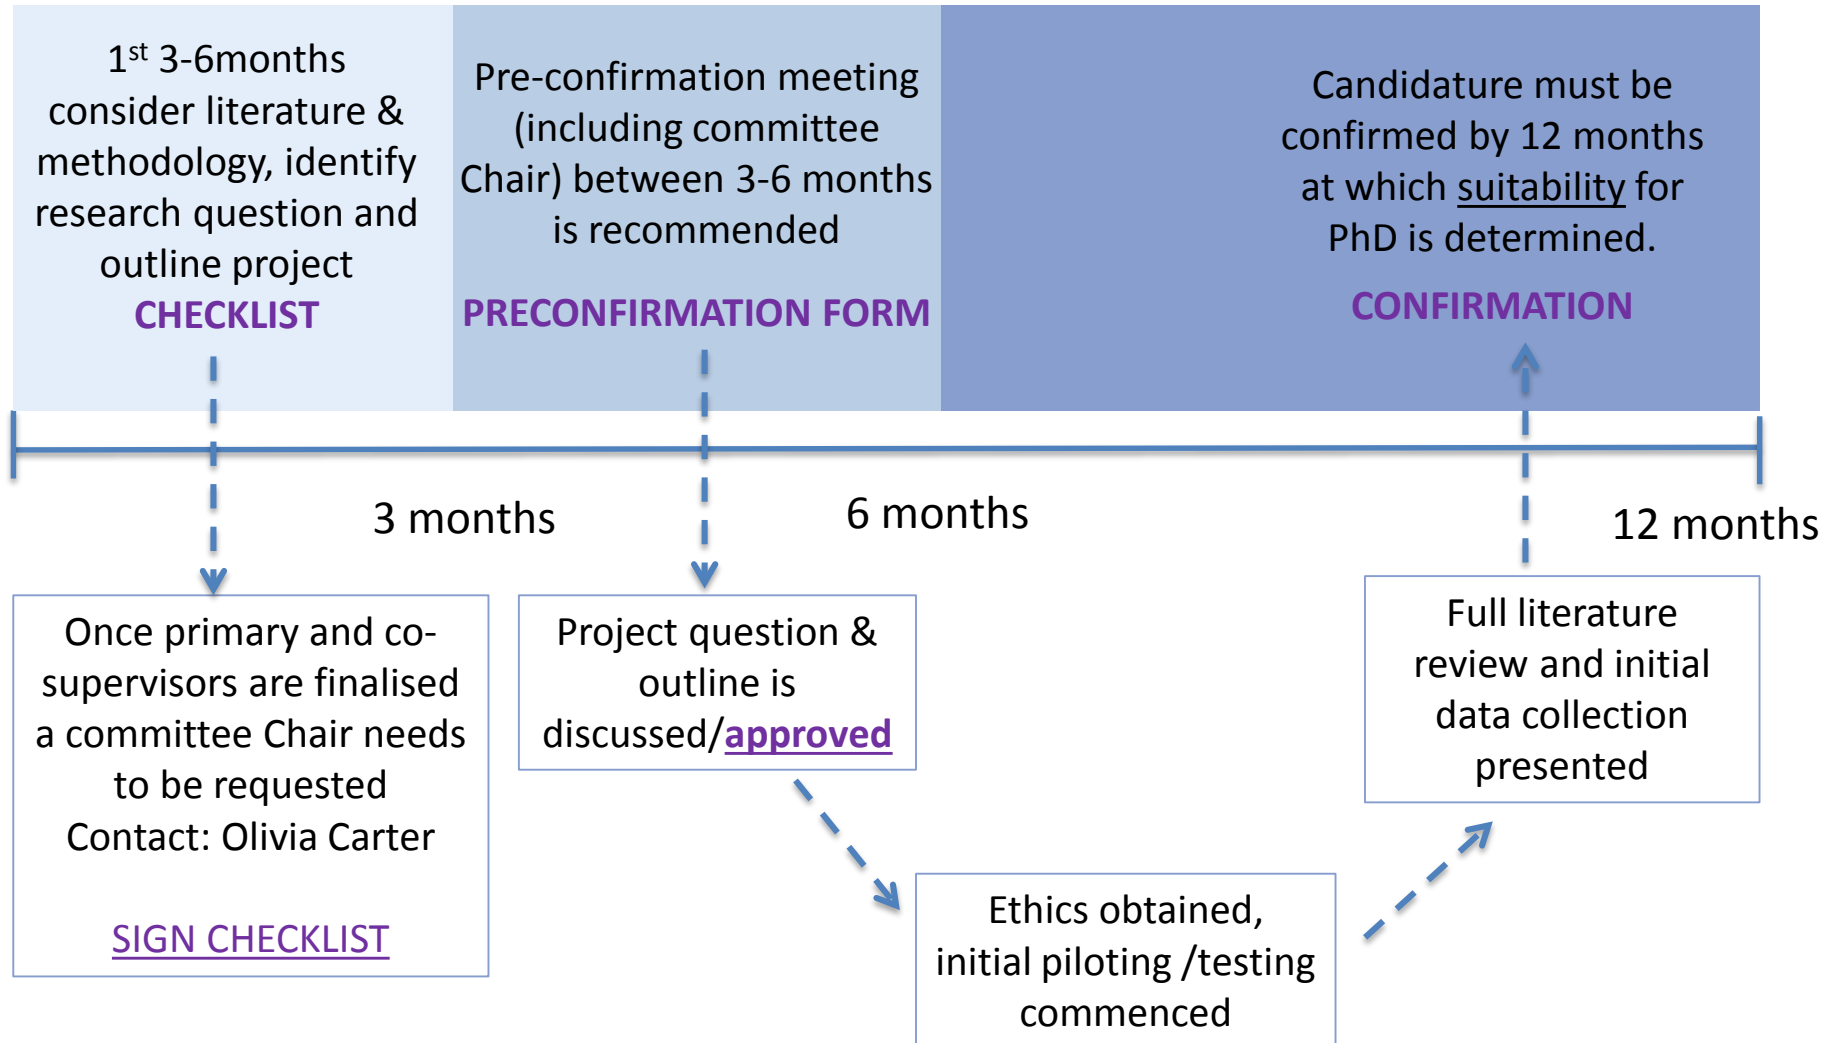 1st 3-6months
consider literature &
methodology, identify
research question and
outline project
CHECKLIST
Pre-confirmation meeting
(including committee
Chair) between 3-6 months
is recommended
PRECONFIRMATION FORM
Candidature must be
confirmed by 12 months
at which suitability for
PhD is determined.
CONFIRMATION
3 months
6 months
12 months
Once primary and co-
supervisors are finalised
a committee Chair needs
to be requested
Contact: Olivia Carter
SIGN CHECKLIST
Project question &
outline is
discussed/approved
Ethics obtained,
initial piloting /testing
commenced
Full literature
review and initial
data collection
presented